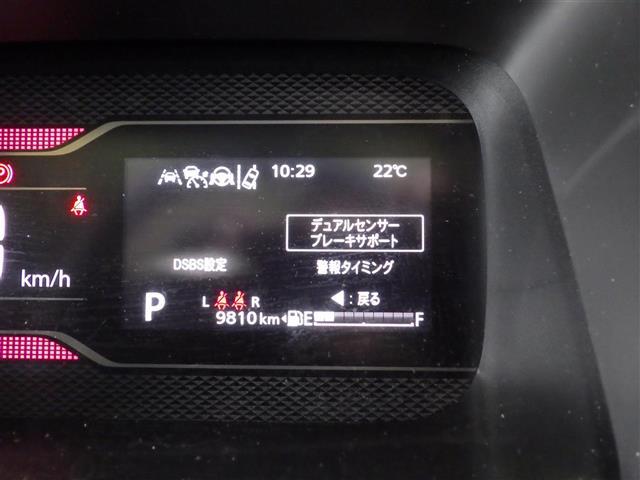 10:29 22℃
デュアルセンサー
ブレーキサポート
DSBS設定
警報タイミング
km/h
◀:戻る
P
L R
9810km
E F